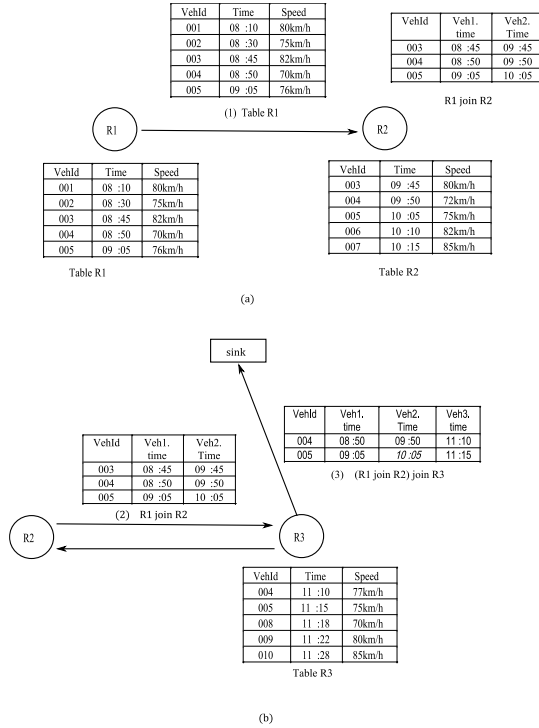 VehId Time Speed
001 08 :10 80km/h
002 08 :30 75km/h
003 08 :45 82km/h
004 08 :50 70km/h
005 09 :05 76km/h
(1) Table R1
VehId Veh1. time Veh2. Time
003 08 :45 09 :45
004 08 :50 09 :50
005 09 :05 10 :05
R1 join R2
R1
R2
VehId Time Speed
001 08 :10 80km/h
002 08 :30 75km/h
003 08 :45 82km/h
004 08 :50 70km/h
005 09 :05 76km/h
Table R1
VehId Time Speed
003 09 :45 80km/h
004 09 :50 72km/h
005 10 :05 75km/h
006 10 :10 82km/h
007 10 :15 85km/h
Table R2
(a)
sink
VehId Veh1. time Veh2. Time Veh3. time
004 08 :50 09 :50 11 :10
005 09 :05 10 :05 11 :15
(3) (R1 join R2) join R3
VehId Veh1. time Veh2. Time
003 08 :45 09 :45
004 08 :50 09 :50
005 09 :05 10 :05
(2) R1 join R2
R2
R3
VehId Time Speed
004 11 :10 77km/h
005 11 :15 75km/h
008 11 :18 70km/h
009 11 :22 80km/h
010 11 :28 85km/h
Table R3
(b)